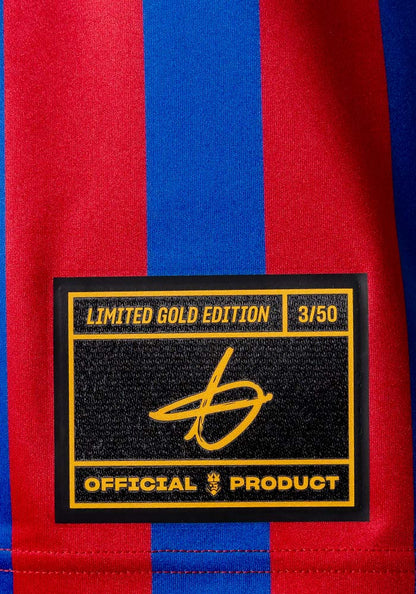 LIMITED GOLD EDITION 3/50
OFFICIAL PRODUCT